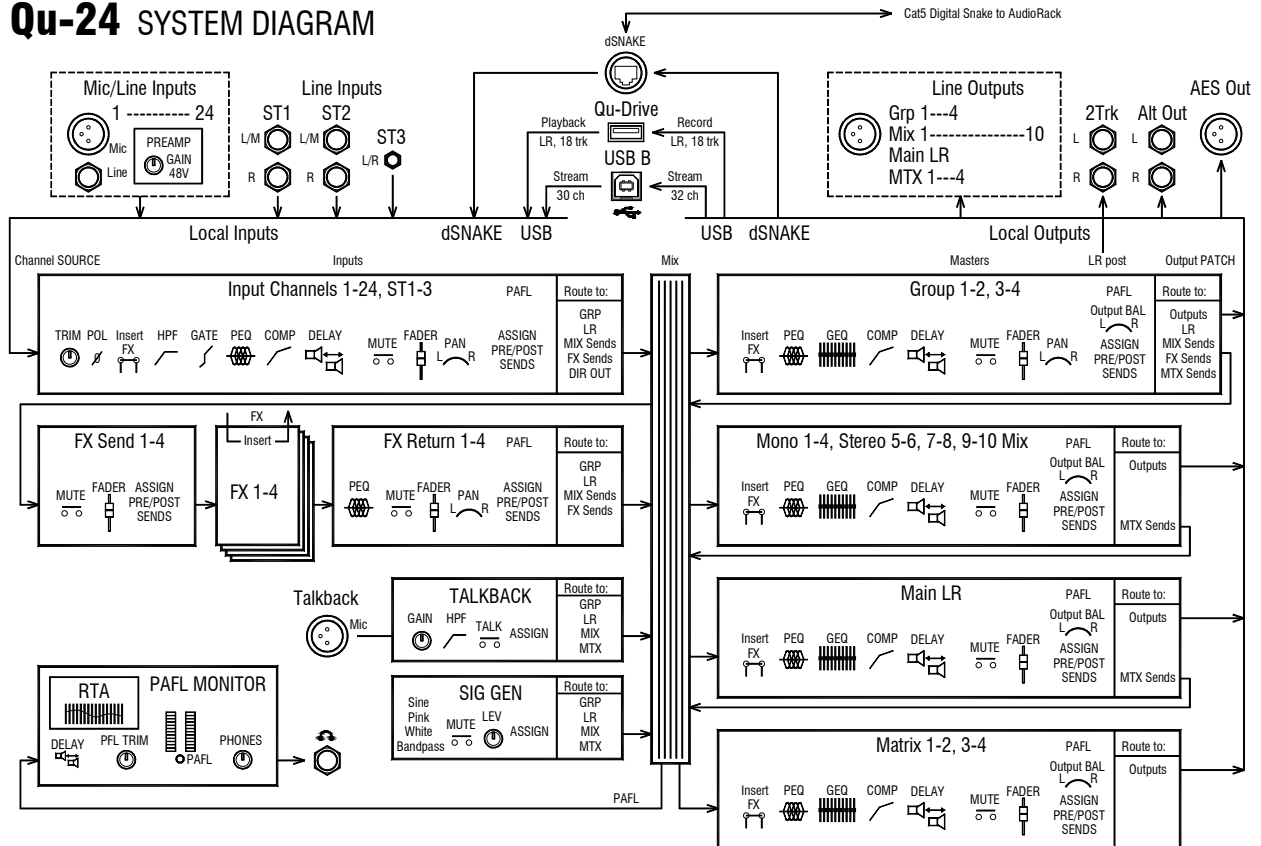 Qu-24 SYSTEM DIAGRAM
Cat5 Digital Snake to AudioRack
dSNAKE
Mic/Line Inputs
1 ---------- 24
Mic
Line
PREAMP
GAIN
48V
Line Inputs
ST1
ST2
ST3
L/M
L/M
L/R
R
R
Qu-Drive
Playback
LR, 18 trk
Record
LR, 18 trk
USB B
Stream
30 ch
Stream
32 ch
Line Outputs
Grp 1---4
Mix 1----------------10
Main LR
MTX 1---4
2Trk
Alt Out
AES Out
L
L
R
R
Local Inputs
dSNAKE
USB
USB
dSNAKE
Local Outputs
Channel SOURCE
Inputs
Mix
Masters
LR post
Output PATCH
Input Channels 1-24, ST1-3
PAFL
Route to:
TRIM
POL
Insert
FX
HPF
GATE
PEQ
COMP
DELAY
MUTE
FADER
PAN
L
R
ASSIGN
PRE/POST
SENDS
GRP
LR
MIX Sends
FX Sends
DIR OUT
Group 1-2, 3-4
PAFL
Route to:
Insert
FX
PEQ
GEQ
COMP
DELAY
MUTE
FADER
PAN
L
R
Output BAL
L
R
ASSIGN
PRE/POST
SENDS
Outputs
LR
MIX Sends
FX Sends
MTX Sends
FX Send 1-4
MUTE
FADER
ASSIGN
PRE/POST
SENDS
FX
Insert
FX 1-4
FX Return 1-4
PAFL
Route to:
PEQ
MUTE
FADER
PAN
L
R
ASSIGN
PRE/POST
SENDS
GRP
LR
MIX Sends
FX Sends
Mono 1-4, Stereo 5-6, 7-8, 9-10 Mix
PAFL
Route to:
Insert
FX
PEQ
GEQ
COMP
DELAY
MUTE
FADER
Output BAL
L
R
ASSIGN
PRE/POST
SENDS
Outputs
MTX Sends
Talkback
Mic
TALKBACK
Route to:
GAIN
HPF
TALK
ASSIGN
GRP
LR
MIX
MTX
Main LR
PAFL
Route to:
Insert
FX
PEQ
GEQ
COMP
DELAY
MUTE
FADER
Output BAL
L
R
ASSIGN
PRE/POST
SENDS
Outputs
MTX Sends
RTA
PAFL MONITOR
DELAY
PFL TRIM
PAFL
PHONES
SIG GEN
Route to:
Sine
Pink
White
Bandpass
MUTE
LEV
ASSIGN
GRP
LR
MIX
MTX
PAFL
Matrix 1-2, 3-4
PAFL
Route to:
Insert
FX
PEQ
GEQ
COMP
DELAY
MUTE
FADER
Output BAL
L
R
ASSIGN
PRE/POST
SENDS
Outputs